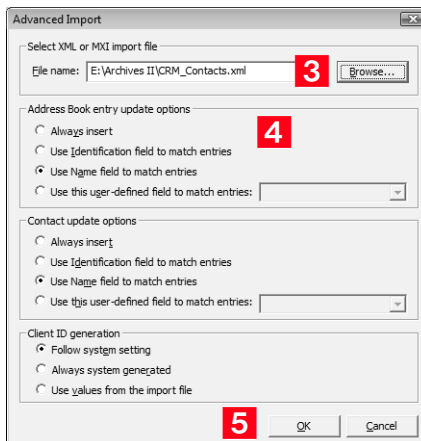 Advanced Import
Select XML or MXI import file
File name: E:\Archives II\CRM_Contacts.xml 3 Browse...
Address Book entry update options
Always insert 4
Use Identification field to match entries
Use Name field to match entries
Use this user-defined field to match entries:
Contact update options
Always insert
Use Identification field to match entries
Use Name field to match entries
Use this user-defined field to match entries:
Client ID generation
Follow system setting
Always system generated
Use values from the import file
5 OK Cancel